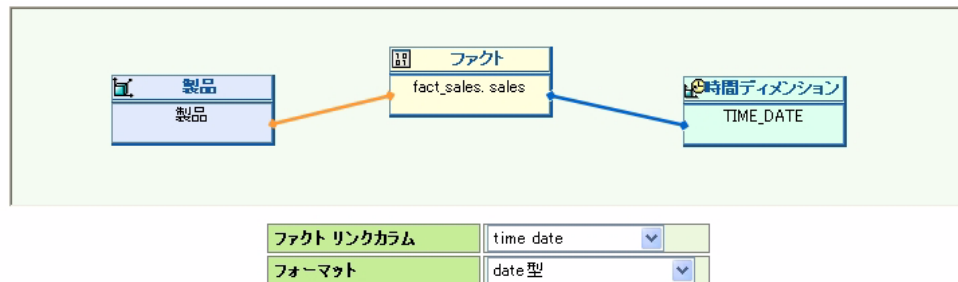 製品
製品
ファクト
fact_sales. sales
時間ディメンション
TIME_DATE
ファクト リンクカラム
time date
フォーマット
date型